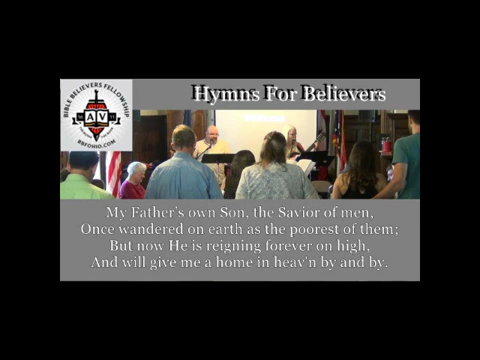 Hymns For Believers
BIBLE BELIEVERS FELLOWSHIP
AV
BBFOHIO.COM
My Father's own Son, the Savior of men,
Once wandered on earth as the poorest of them;
But now He is reigning forever on high,
And will give me a home in heav'n by and by.